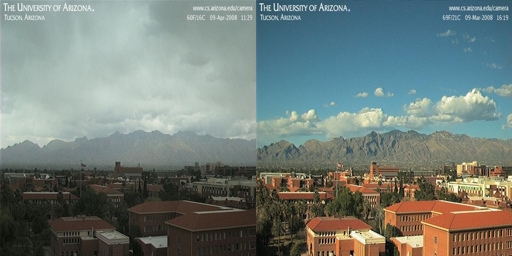 THE UNIVERSITY OF ARIZONA®
www.cs.arizona.edu/camera
TUCSON, ARIZONA
60F/16C 09-Apr-2008 11:29
THE UNIVERSITY OF ARIZONA®
www.cs.arizona.edu/camera
TUCSON, ARIZONA
69F/21C 09-Mar-2008 16:19